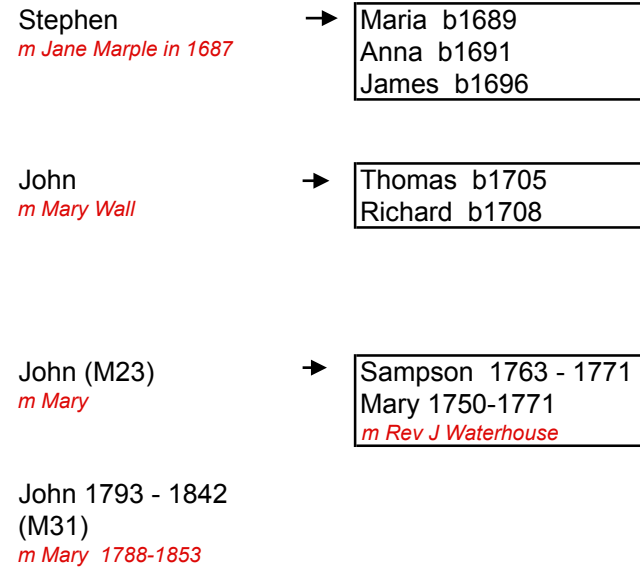 Stephen
m Jane Marple in 1687
Maria b1689
Anna b1691
James b1696
John
m Mary Wall
Thomas b1705
Richard b1708
John (M23)
m Mary
Sampson 1763 - 1771
Mary 1750-1771
m Rev J Waterhouse
John 1793 - 1842
(M31)
m Mary 1788-1853